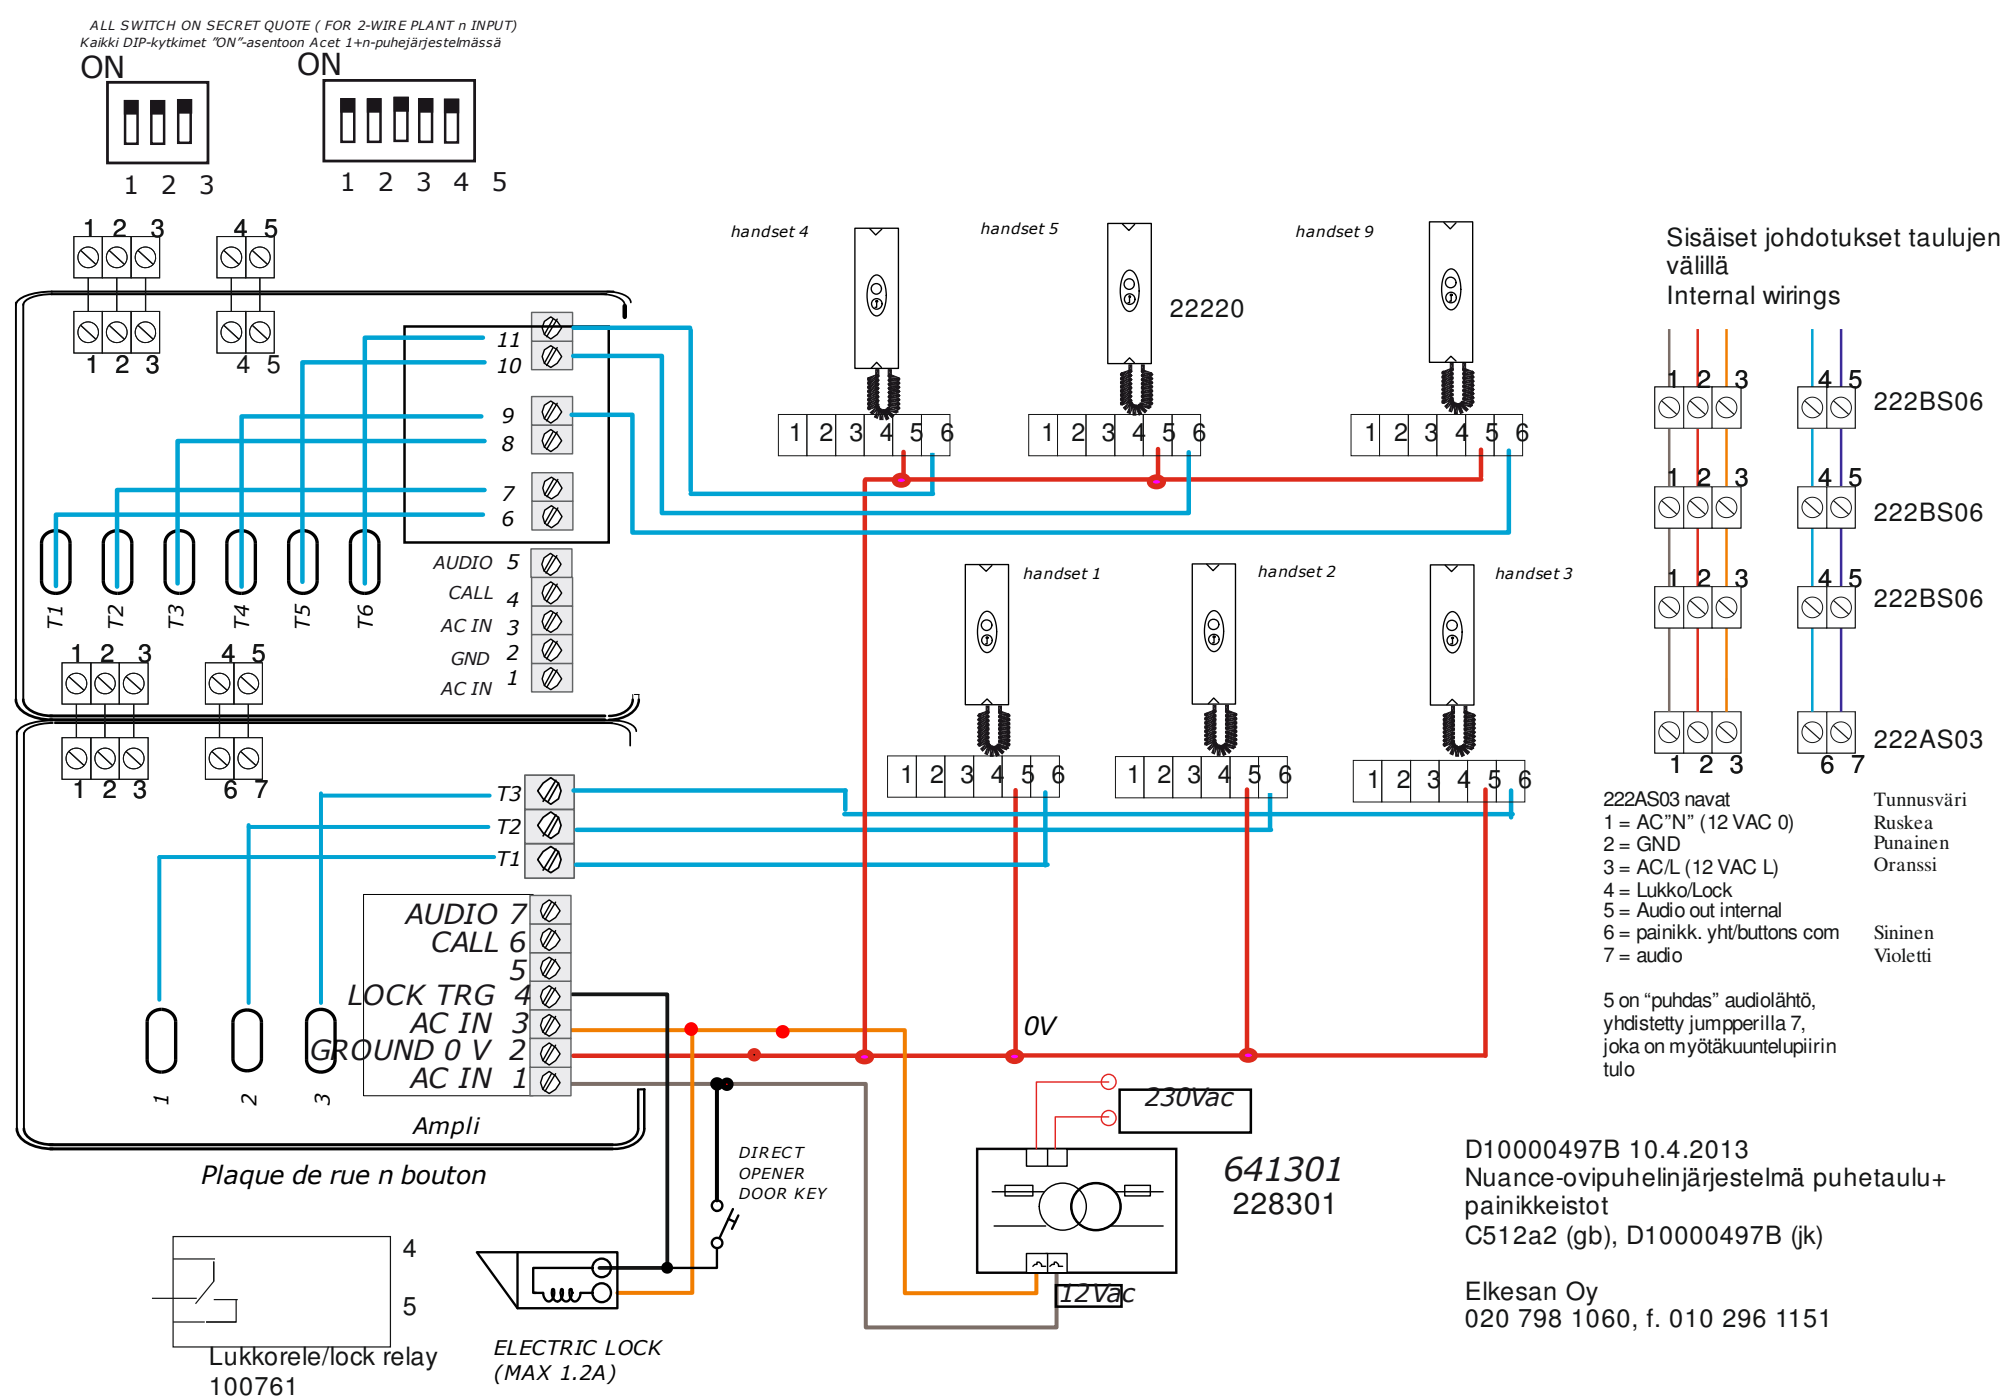 ALL SWITCH ON SECRET QUOTE ( FOR 2-WIRE PLANT n INPUT)
Kaikki DIP-kytkimet "ON"-asentoon Acet 1+n-puhejärjestelmässä
ON
ON
1 2 3
1 2 3 4 5
1 2 3
4 5
1 2 3
4 5
11
10
9
8
7
6
AUDIO 5
CALL 4
AC IN 3
GND 2
AC IN 1
T1 T2 T3 T4 T5 T6
1 2 3
4 5
1 2 3
6 7
T3
T2
T1
AUDIO 7
CALL 6
5
LOCK TRG 4
AC IN 3
GROUND 0 V 2
AC IN 1
1 2 3
Ampli
Plaque de rue n bouton
4
5
Lukkorele/lock relay
100761
ELECTRIC LOCK
(MAX 1.2A)
DIRECT
OPENER
DOOR KEY
handset 4
handset 5
22220
handset 9
1 2 3 4 5 6
1 2 3 4 5 6
1 2 3 4 5 6
handset 1
handset 2
handset 3
1 2 3 4 5 6
1 2 3 4 5 6
1 2 3 4 5 6
0V
230Vac
641301
228301
12Vac
Sisäiset johdotukset taulujen
välillä
Internal wirings
1 2 3 4 5
222BS06
1 2 3 4 5
222BS06
1 2 3 4 5
222BS06
222AS03
1 2 3 6 7
222AS03 navat Tunnusväri
1 = AC"N" (12 VAC 0) Ruskea
2 = GND Punainen
3 = AC/L (12 VAC L) Oranssi
4 = Lukko/Lock
5 = Audio out internal
6 = painikk. yht/buttons com Sininen
7 = audio Violetti
5 on “puhdas” audiolähtö,
yhdistetty jumpperilla 7,
joka on myötäkuuntelupiirin
tulo
D10000497B 10.4.2013
Nuance-ovipuhelinjärjestelmä puhetaulu+
painikkeistot
C512a2 (gb), D10000497B (jk)
Elkesan Oy
020 798 1060, f. 010 296 1151